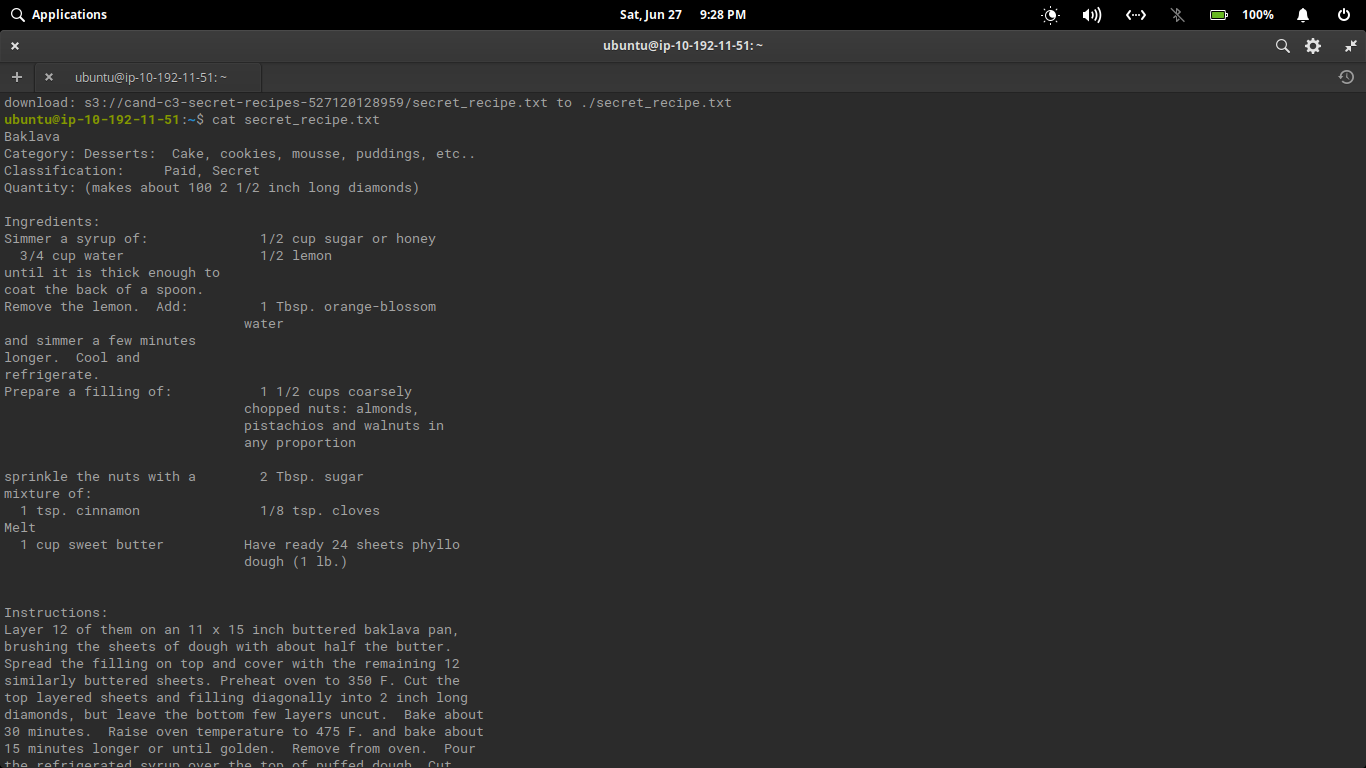 Applications
Sat, Jun 27 9:28 PM
100%
ubuntu@ip-10-192-11-51: ~
ubuntu@ip-10-192-11-51: ~
download: s3://cand-c3-secret-recipes-527120128959/secret_recipe.txt to ./secret_recipe.txt
ubuntu@ip-10-192-11-51:~$ cat secret_recipe.txt
Baklava
Category: Desserts:  Cake, cookies, mousse, puddings, etc..
Classification:     Paid, Secret
Quantity: (makes about 100 2 1/2 inch long diamonds)

Ingredients:
Simmer a syrup of:              1/2 cup sugar or honey
  3/4 cup water                 1/2 lemon
until it is thick enough to
coat the back of a spoon.
Remove the lemon.  Add:         1 Tbsp. orange-blossom
                              water
and simmer a few minutes
longer.  Cool and
refrigerate.
Prepare a filling of:           1 1/2 cups coarsely
                              chopped nuts: almonds,
                              pistachios and walnuts in
                              any proportion

sprinkle the nuts with a        2 Tbsp. sugar
mixture of:
  1 tsp. cinnamon               1/8 tsp. cloves
Melt
  1 cup sweet butter          Have ready 24 sheets phyllo
                              dough (1 lb.)

Instructions:
Layer 12 of them on an 11 x 15 inch buttered baklava pan,
brushing the sheets of dough with about half the butter.
Spread the filling on top and cover with the remaining 12
similarly buttered sheets. Preheat oven to 350 F. Cut the
top layered sheets and filling diagonally into 2 inch long
diamonds, but leave the bottom few layers uncut.  Bake about
30 minutes.  Raise oven temperature to 475 F. and bake about
15 minutes longer or until golden.  Remove from oven.  Pour
the refrigerated syrup over the top of puffed dough. Cut